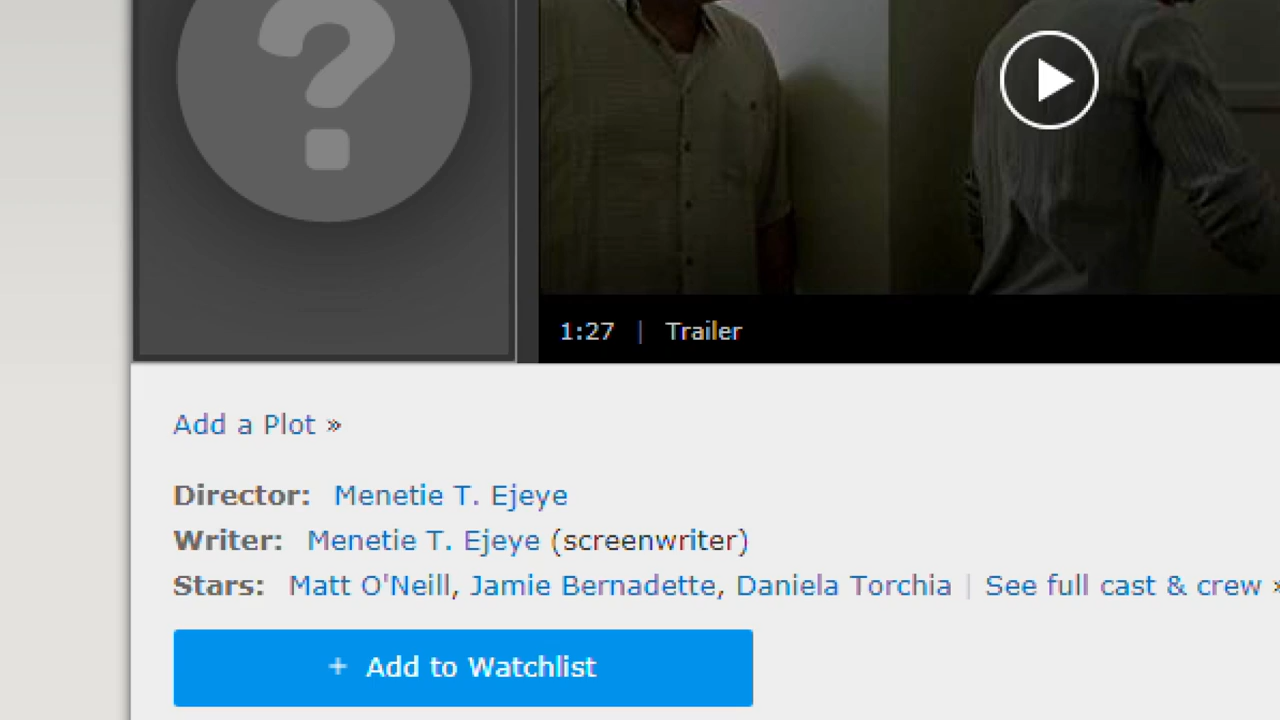 ?
1:27 | Trailer
Add a Plot »
Director: Menetie T. Ejeye
Writer: Menetie T. Ejeye (screenwriter)
Stars: Matt O'Neill, Jamie Bernadette, Daniela Torchia | See full cast & crew »
+ Add to Watchlist